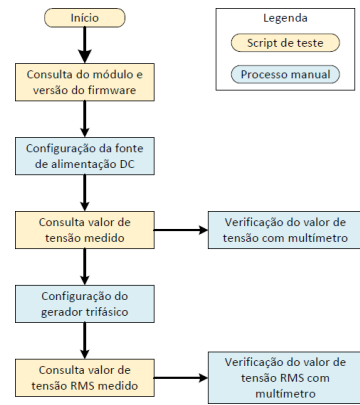 Início
Legenda
Script de teste
Processo manual
Consulta do módulo e
versão do firmware
Configuração da fonte
de alimentação DC
Consulta valor de
tensão medido
Verificação do valor de
tensão com multímetro
Configuração do
gerador trifásico
Consulta valor de
tensão RMS medido
Verificação do valor de
tensão RMS com
multímetro